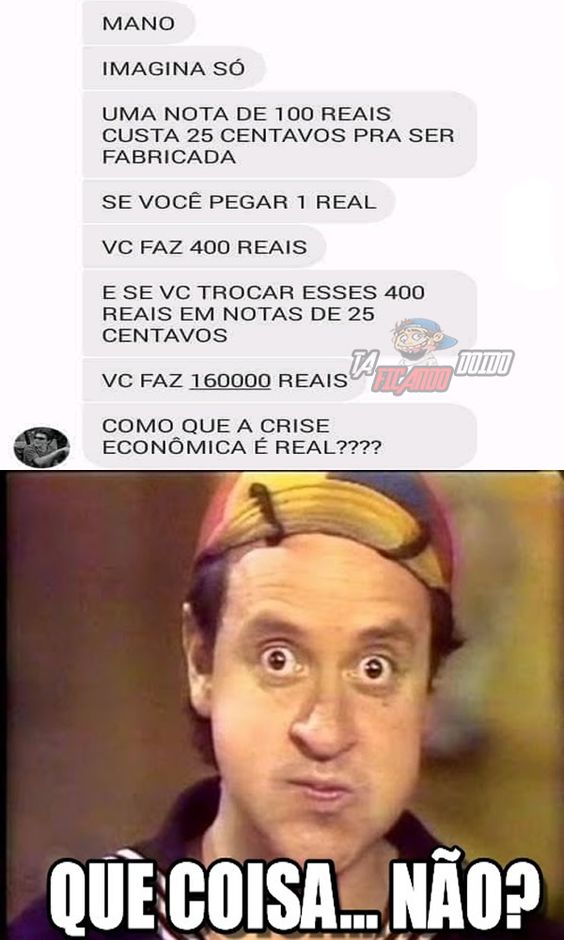 MANO
IMAGINA SÓ
UMA NOTA DE 100 REAIS
CUSTA 25 CENTAVOS PRA SER
FABRICADA
SE VOCÊ PEGAR 1 REAL
VC FAZ 400 REAIS
E SE VC TROCAR ESSES 400
REAIS EM NOTAS DE 25
CENTAVOS
TA FICANDO DOIDO
VC FAZ 160000 REAIS
COMO QUE A CRISE
ECONÔMICA É REAL????
QUE COISA... NÃO?